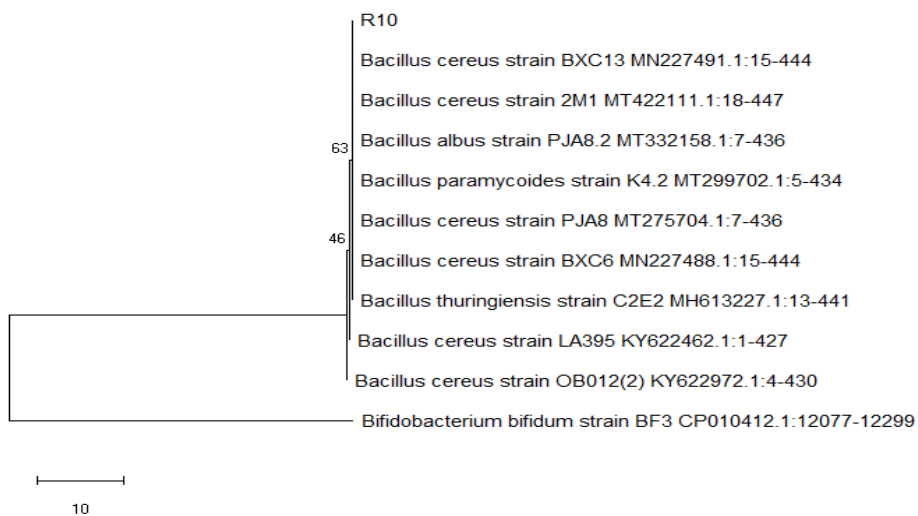 R10
Bacillus cereus strain BXC13 MN227491.1:15-444
Bacillus cereus strain 2M1 MT422111.1:18-447
Bacillus albus strain PJA8.2 MT332158.1:7-436
63
Bacillus paramycoides strain K4.2 MT299702.1:5-434
Bacillus cereus strain PJA8 MT275704.1:7-436
46
Bacillus cereus strain BXC6 MN227488.1:15-444
Bacillus thuringiensis strain C2E2 MH613227.1:13-441
Bacillus cereus strain LA395 KY622462.1:1-427
Bacillus cereus strain OB012(2) KY622972.1:4-430
Bifidobacterium bifidum strain BF3 CP010412.1:12077-12299
10